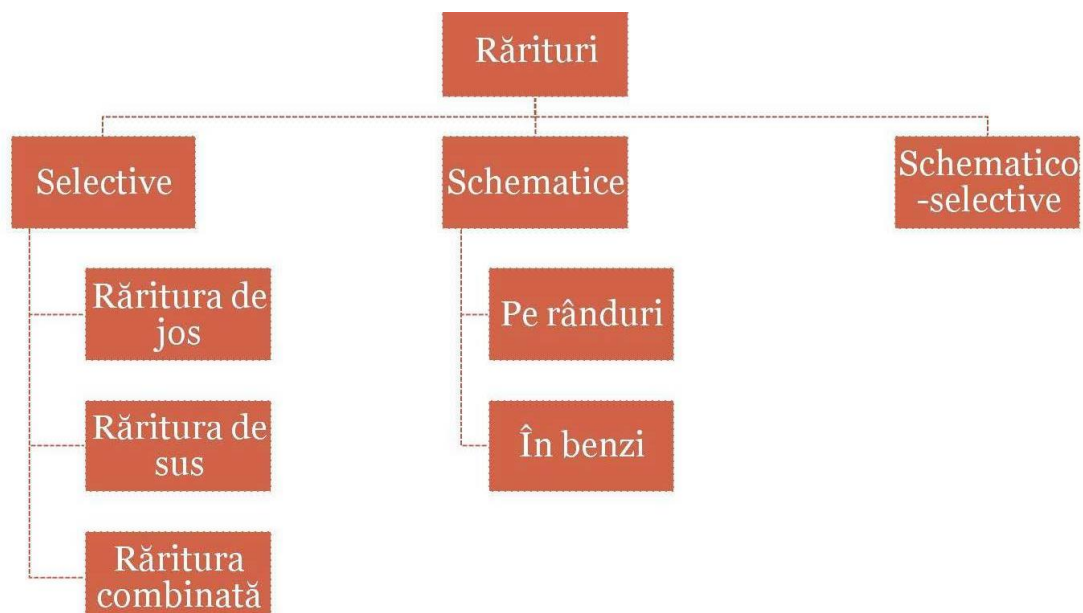 Rărituri
Selective
Schematice
Schematico
-selective
Răritura de
jos
Pe rânduri
Răritura de
sus
În benzi
Răritura
combinată